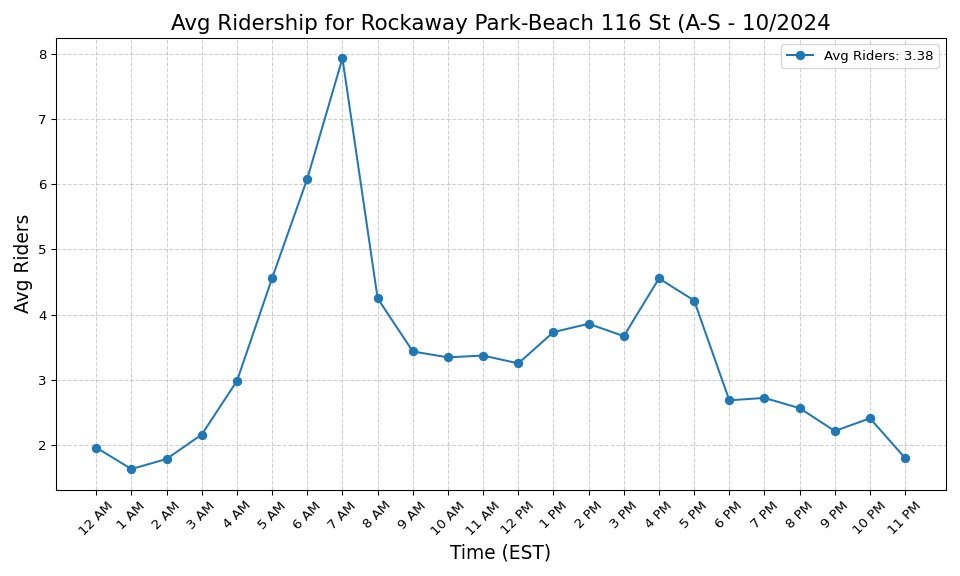 Avg Ridership for Rockaway Park-Beach 116 St (A-S - 10/2024
Avg Riders: 3.38
Avg Riders
8
7
6
5
4
3
2
12 AM
1 AM
2 AM
3 AM
4 AM
5 AM
6 AM
7 AM
8 AM
9 AM
10 AM
11 AM
12 PM
1 PM
2 PM
3 PM
4 PM
5 PM
6 PM
7 PM
8 PM
9 PM
10 PM
11 PM
Time (EST)